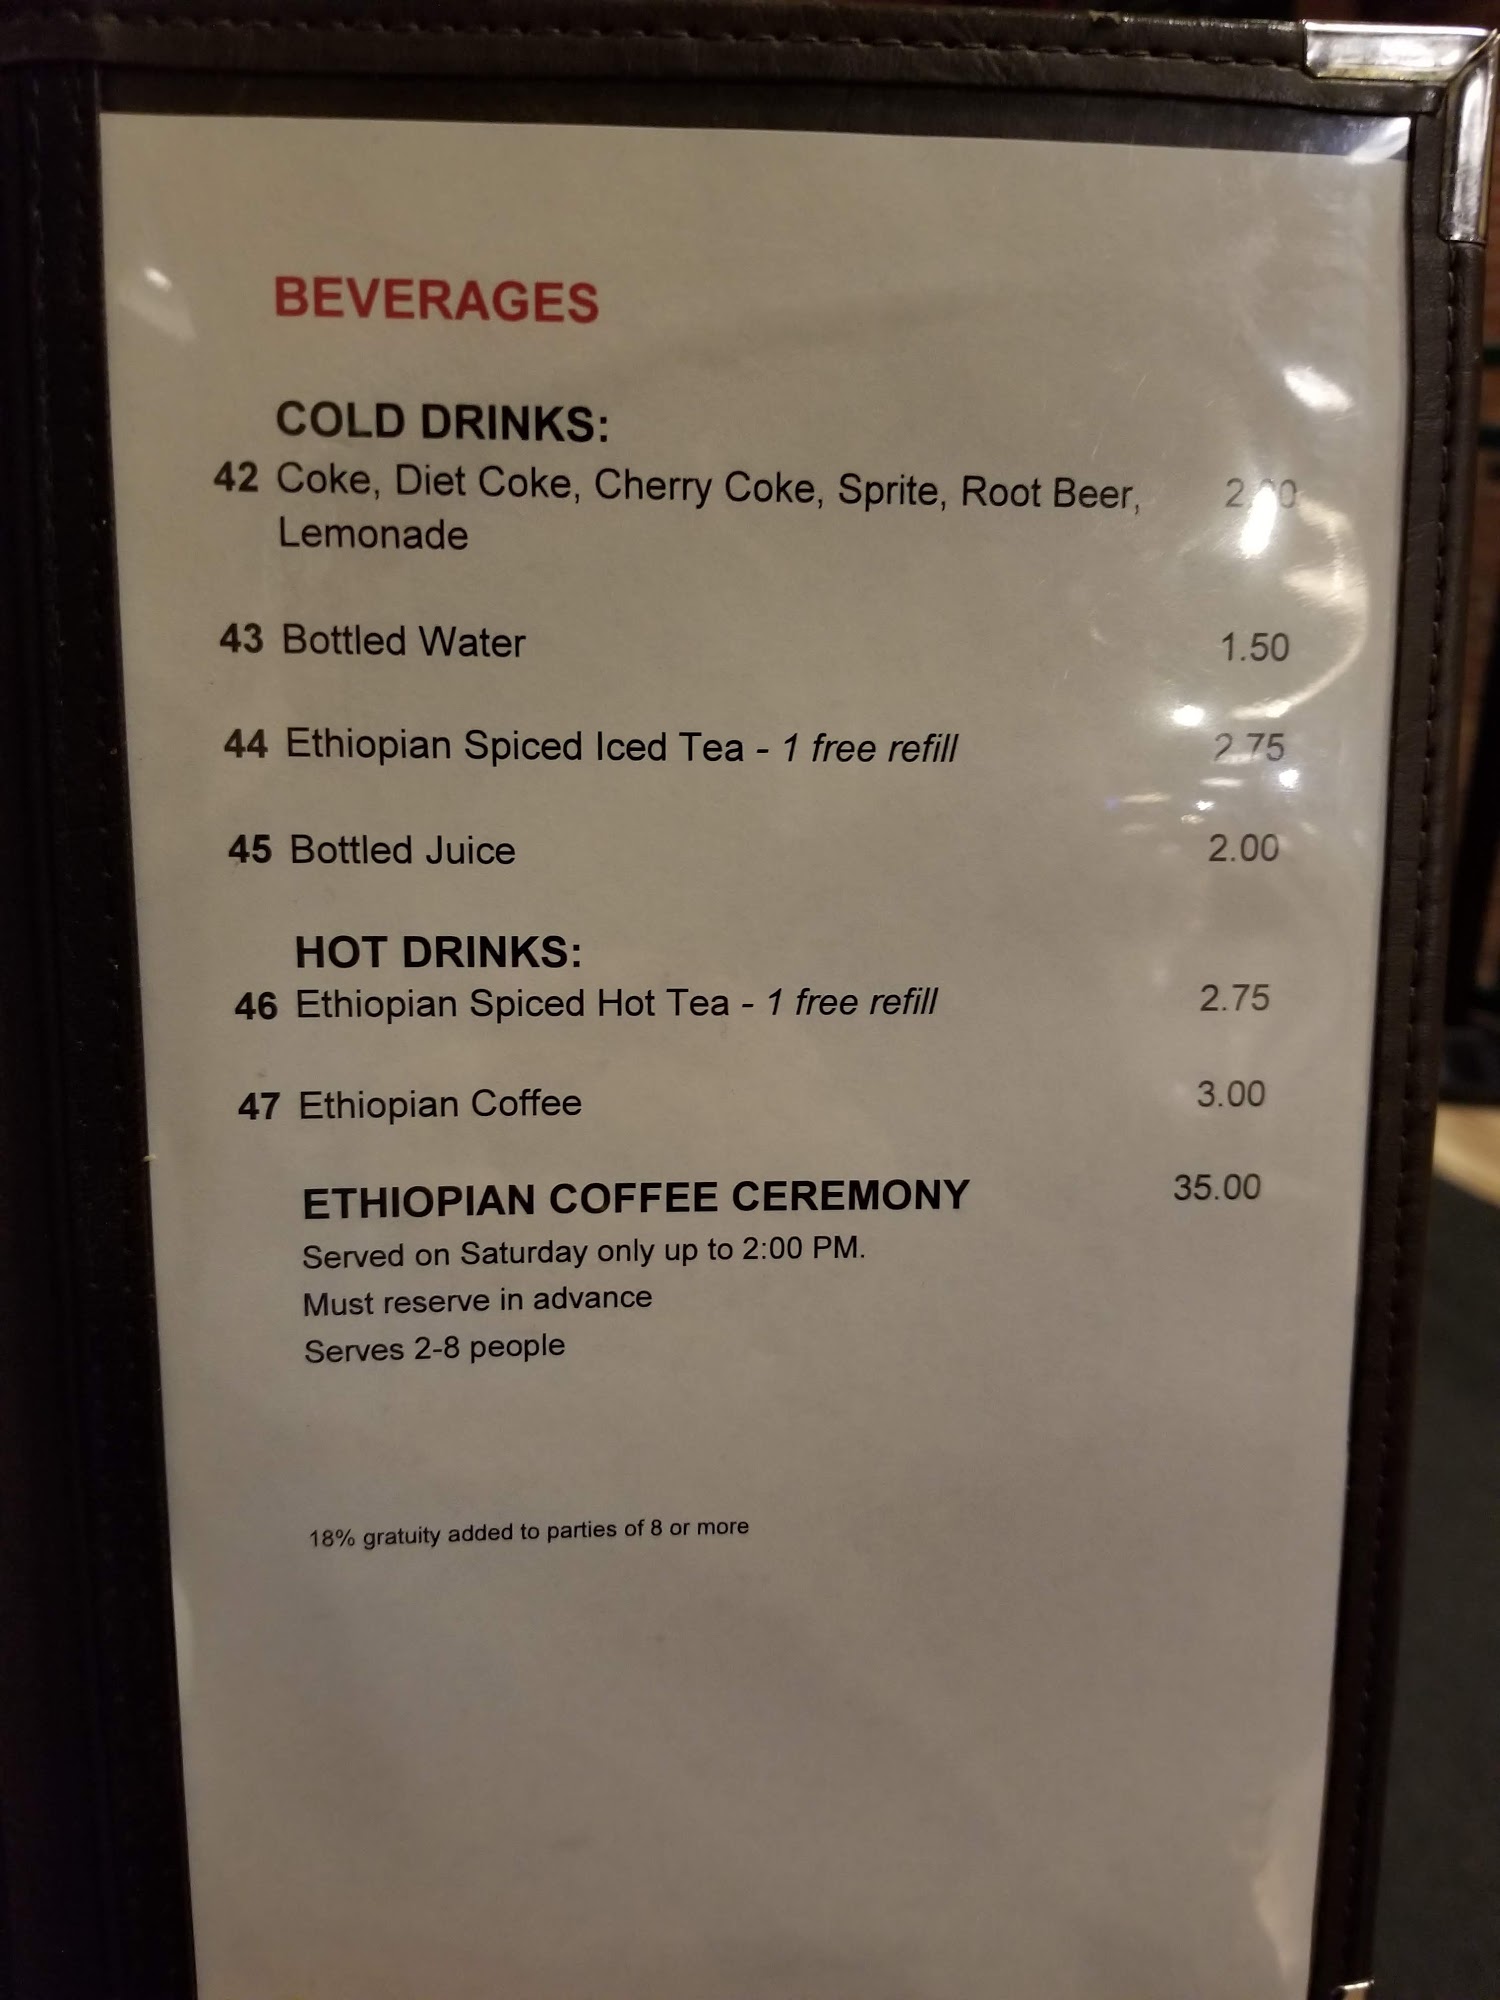 BEVERAGES
COLD DRINKS:
42 Coke, Diet Coke, Cherry Coke, Sprite, Root Beer,
Lemonade
43 Bottled Water 1.50
44 Ethiopian Spiced Iced Tea - 1 free refill 2.75
45 Bottled Juice 2.00
HOT DRINKS:
46 Ethiopian Spiced Hot Tea - 1 free refill 2.75
47 Ethiopian Coffee 3.00
ETHIOPIAN COFFEE CEREMONY 35.00
Served on Saturday only up to 2:00 PM.
Must reserve in advance
Serves 2-8 people
18% gratuity added to parties of 8 or more